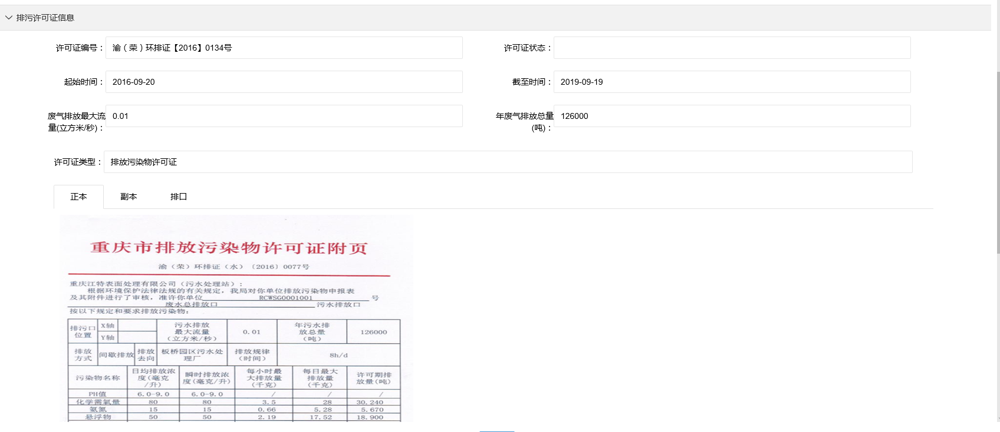 排污许可证信息
许可证编号： 渝（荣）环排证【2016】0134号 许可证状态：
起始时间： 2016-09-20 截至时间： 2019-09-19
废气排放最大流量(立方米/秒)： 0.01 年废气排放总量(吨)： 126000
许可证类型： 排放污染物许可证
正本 副本 排口
重庆市排放污染物许可证附页
渝（荣）环排证（水）〔2016〕0077号
重庆江特表面处理有限公司（污水处理站）：
根据环境保护法律法规的有关规定，我局对你单位排放污染物申报表
及其附件进行了审核，准许你单位 RCWSG0001001 号
废水总排放口 污水排放口
按以下规定和要求排放污染物：
排污口位置 X轴 Y轴 污水排放最大流量（立方米/秒） 0.01 年污水排放总量（吨） 126000
排放方式 间歇排放 排放去向 板桥园区污水处理厂 排放规律（时间） 8h/d
污染物名称 日均排放浓度(毫克/升) 瞬时排放浓度(毫克/升) 每小时最大排放量（千克） 每日最大排放量（千克） 许可期排放量(吨)
PH值 6.0-9.0 6.0-9.0 / / /
化学需氧量 80 80 3.5 28 30.240
氨氮 15 15 0.66 5.28 5.670
悬浮物 50 50 2.19 17.52 18.900